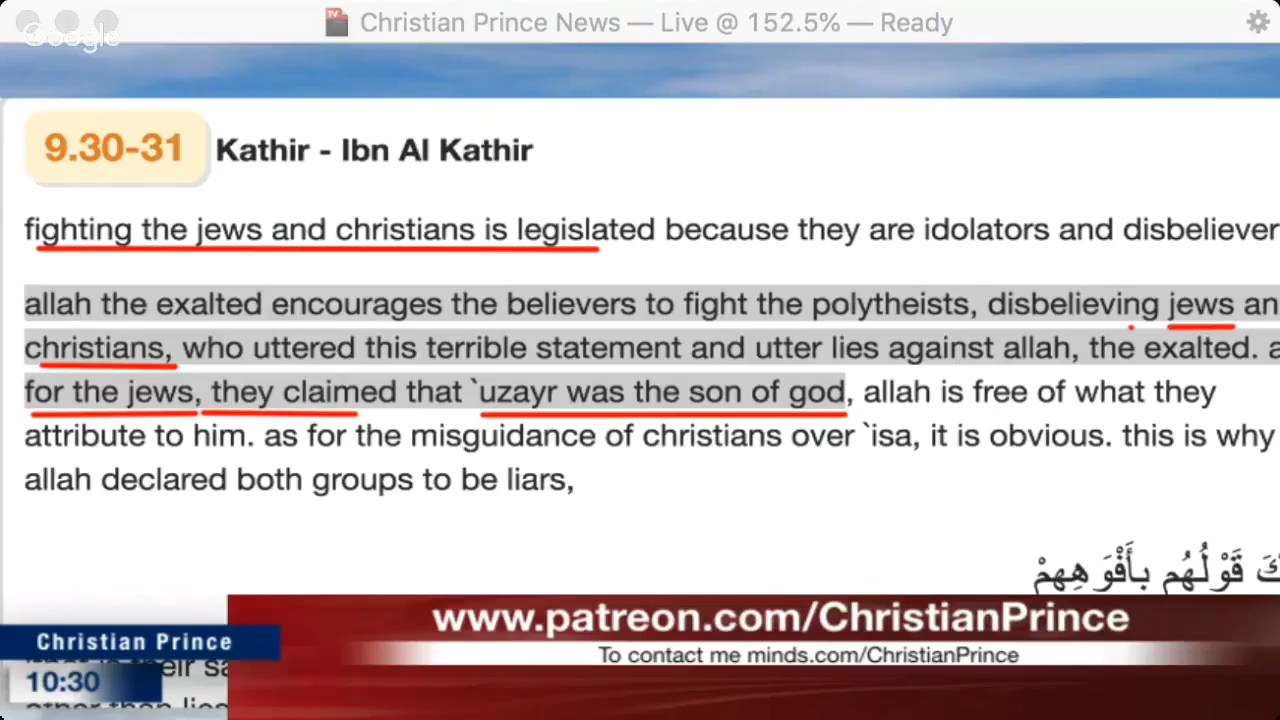 Google
TV
Christian Prince News — Live @ 152.5% — Ready
9.30-31 Kathir - Ibn Al Kathir
fighting the jews and christians is legislated because they are idolators and disbeliever
allah the exalted encourages the believers to fight the polytheists, disbelieving jews an
christians, who uttered this terrible statement and utter lies against allah, the exalted. a
for the jews, they claimed that `uzayr was the son of god, allah is free of what they
attribute to him. as for the misguidance of christians over `isa, it is obvious. this is why
allah declared both groups to be liars,
قَوْلُهُم بِأَفْوَهِهِمْ
www.patreon.com/ChristianPrince
Christian Prince
To contact me minds.com/ChristianPrince
10:30